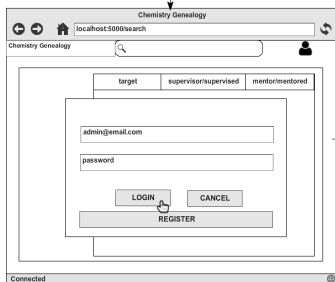 Chemistry Genealogy
localhost:5000/search
Chemistry Genealogy
target supervisor/supervised mentor/mentored
admin@email.com
password
LOGIN CANCEL
REGISTER
Connected